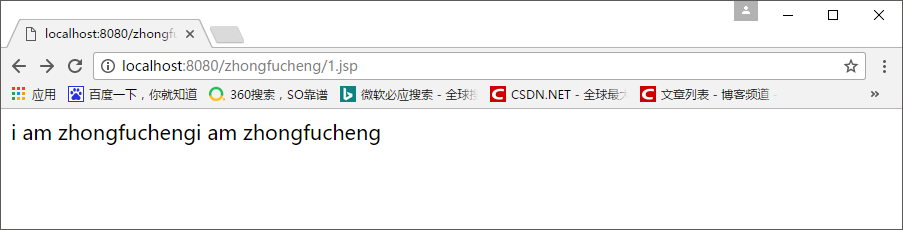 localhost:8080/zhongfu
localhost:8080/zhongfucheng/1.jsp
应用 百度一下，你就知道 360搜索，SO靠谱 微软必应搜索 - 全球搜 CSDN.NET - 全球最大 文章列表 - 博客频道 -
i am zhongfuchengi am zhongfucheng